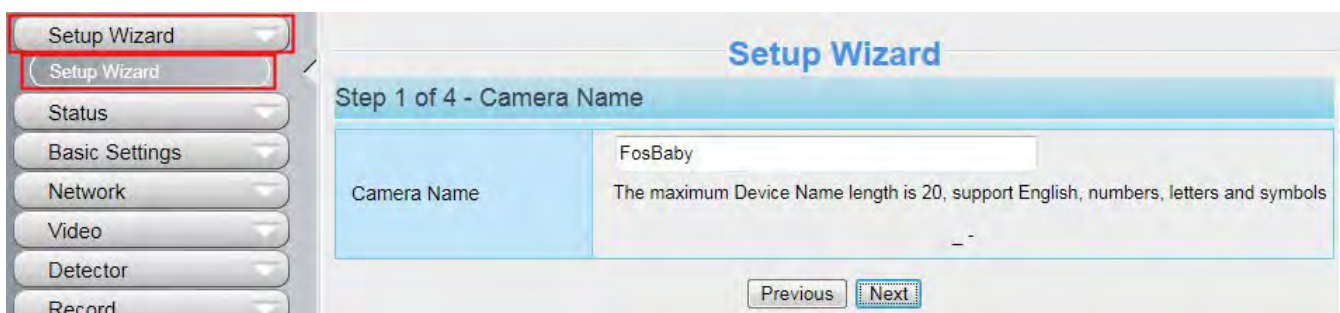 Setup Wizard
Setup Wizard
Status
Basic Settings
Network
Video
Detector
Record
Setup Wizard
Step 1 of 4 - Camera Name
Camera Name
FosBaby
The maximum Device Name length is 20, support English, numbers, letters and symbols
_ -
Previous
Next